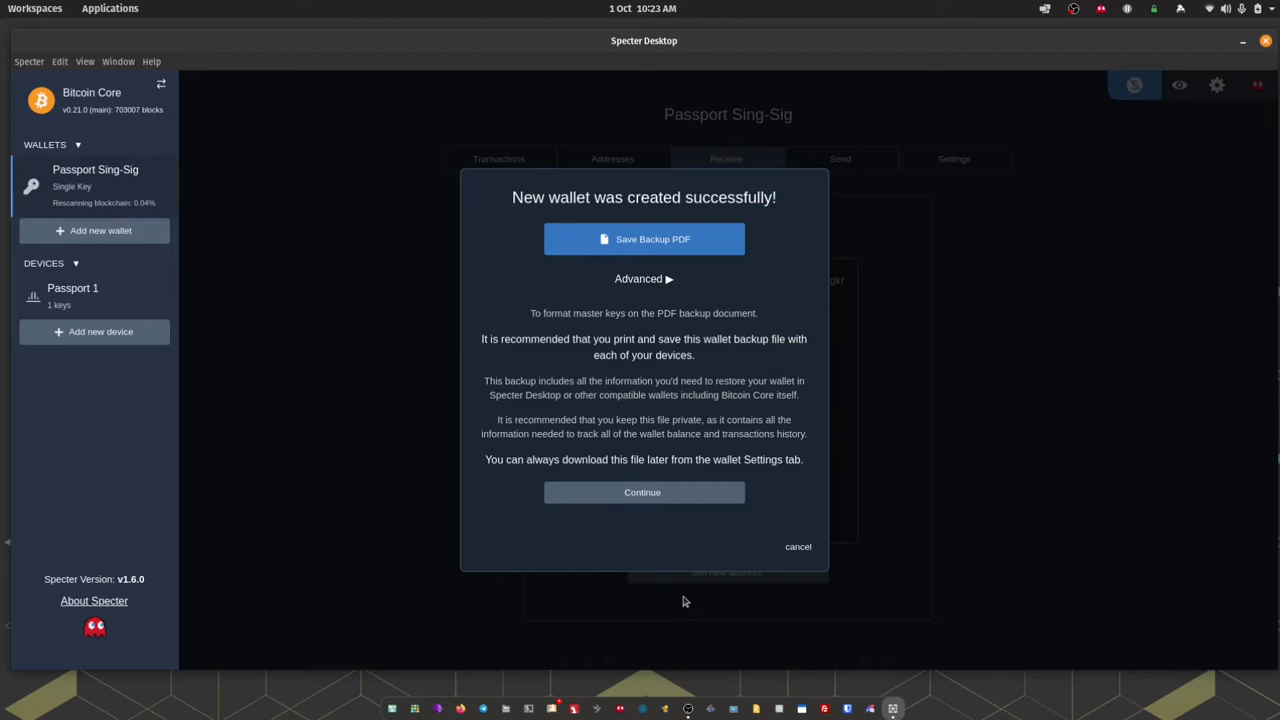 Workspaces Applications 1 Oct 10:23 AM
Specter Desktop
Specter Edit View Window Help
Bitcoin Core
v0.21.0 (main): 703007 blocks
WALLETS ▼
Passport Sing-Sig
Single Key
Rescanning blockchain: 0.04%
+ Add new wallet
DEVICES ▼
Passport 1
1 keys
+ Add new device
Specter Version: v1.6.0
About Specter
Passport Sing-Sig
Transactions Addresses Receive Send Settings
New wallet was created successfully!
Save Backup PDF
Advanced ▶
gkr
To format master keys on the PDF backup document.
It is recommended that you print and save this wallet backup file with
each of your devices.
This backup includes all the information you'd need to restore your wallet in
Specter Desktop or other compatible wallets including Bitcoin Core itself.
It is recommended that you keep this file private, as it contains all the
information needed to track all of the wallet balance and transactions history.
You can always download this file later from the wallet Settings tab.
Continue
cancel
Get new address